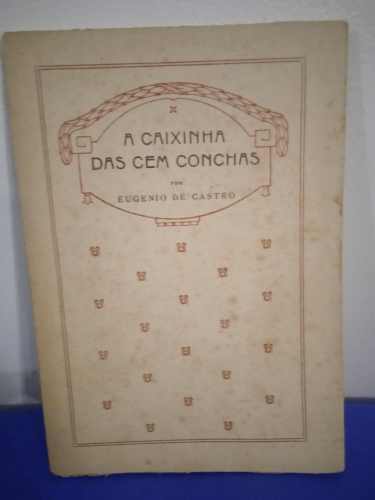 A CAIXINHA
DAS CEM CONCHAS
POR
EUGENIO DE CASTRO